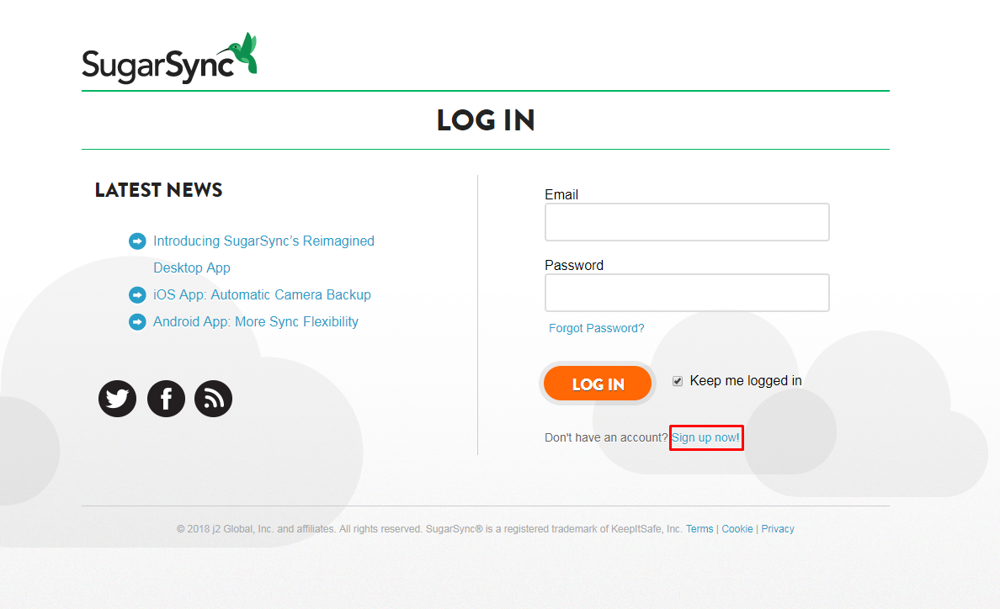 SugarSync
LOG IN
LATEST NEWS
Introducing SugarSync’s Reimagined
Desktop App
iOS App: Automatic Camera Backup
Android App: More Sync Flexibility
Email
Password
Forgot Password?
LOG IN
Keep me logged in
Don't have an account? Sign up now!
© 2018 j2 Global, Inc. and affiliates. All rights reserved. SugarSync® is a registered trademark of KeepItSafe, Inc. Terms | Cookie | Privacy